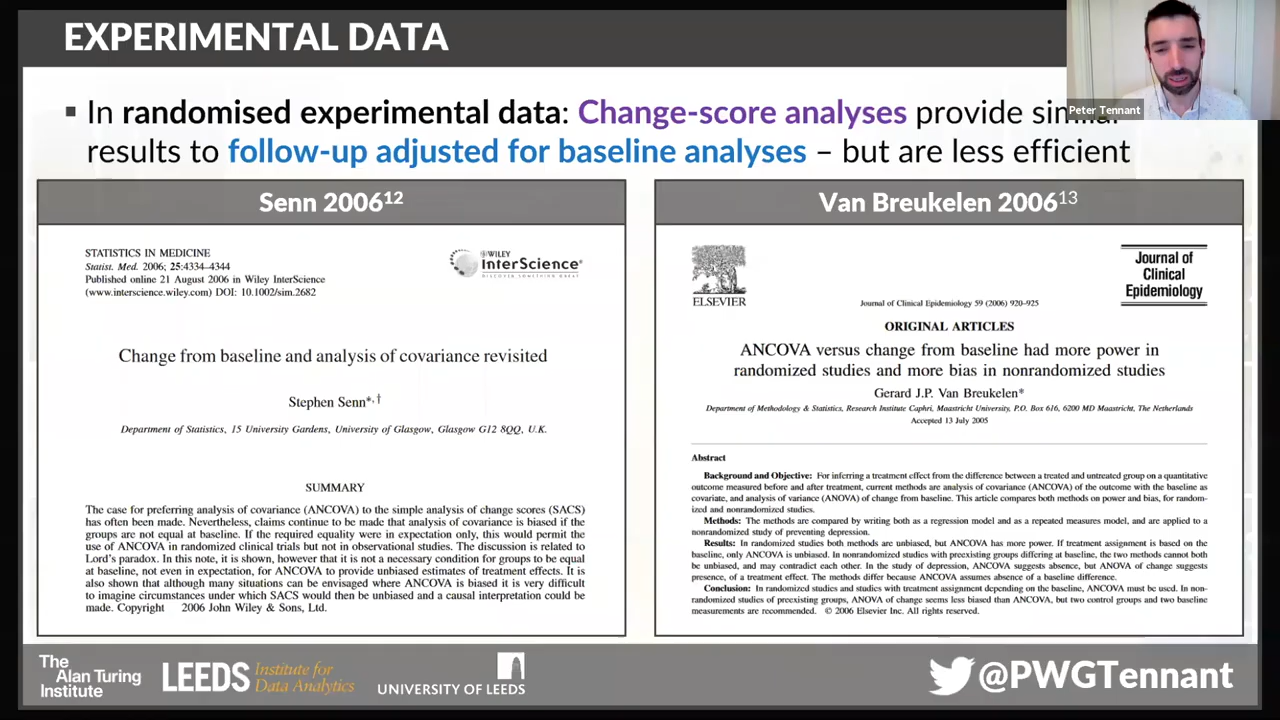 EXPERIMENTAL DATA
Peter Tennant
▪ In randomised experimental data: Change-score analyses provide
results to follow-up adjusted for baseline analyses – but are less efficient
Senn 2006¹²
STATISTICS IN MEDICINE
Statist. Med. 2006; 25:4334–4344
Published online 21 August 2006 in Wiley InterScience
(www.interscience.wiley.com) DOI: 10.1002/sim.2682
WILEY
InterScience®
DISCOVER SOMETHING GREAT
Change from baseline and analysis of covariance revisited
Stephen Senn*,†
Department of Statistics, 15 University Gardens, University of Glasgow, Glasgow G12 8QQ, U.K.
SUMMARY
The case for preferring analysis of covariance (ANCOVA) to the simple analysis of change scores (SACS)
has often been made. Nevertheless, claims continue to be made that analysis of covariance is biased if the
groups are not equal at baseline. If the required equality were in expectation only, this would permit the
use of ANCOVA in randomized clinical trials but not in observational studies. The discussion is related to
Lord's paradox. In this note, it is shown, however that it is not a necessary condition for groups to be equal
at baseline, not even in expectation, for ANCOVA to provide unbiased estimates of treatment effects. It is
also shown that although many situations can be envisaged where ANCOVA is biased it is very difficult
to imagine circumstances under which SACS would then be unbiased and a causal interpretation could be
made. Copyright 2006 John Wiley & Sons, Ltd.
Van Breukelen 2006¹³
ELSEVIER
Journal of
Clinical
Epidemiology
Journal of Clinical Epidemiology 59 (2006) 920–925
ORIGINAL ARTICLES
ANCOVA versus change from baseline had more power in
randomized studies and more bias in nonrandomized studies
Gerard J.P. Van Breukelen*
Department of Methodology & Statistics, Research Institute Caphri, Maastricht University, P.O. Box 616, 6200 MD Maastricht, The Netherlands
Accepted 13 July 2005
Abstract
Background and Objective: For inferring a treatment effect from the difference between a treated and untreated group on a quantitative
outcome measured before and after treatment, current methods are analysis of covariance (ANCOVA) of the outcome with the baseline as
covariate, and analysis of variance (ANOVA) of change from baseline. This article compares both methods on power and bias, for random-
ized and nonrandomized studies.
Methods: The methods are compared by writing both as a regression model and as a repeated measures model, and are applied to a
nonrandomized study of preventing depression.
Results: In randomized studies both methods are unbiased, but ANCOVA has more power. If treatment assignment is based on the
baseline, only ANCOVA is unbiased. In nonrandomized studies with preexisting groups differing at baseline, the two methods cannot both
be unbiased, and may contradict each other. In the study of depression, ANCOVA suggests absence, but ANOVA of change suggests
presence, of a treatment effect. The methods differ because ANCOVA assumes absence of a baseline difference.
Conclusion: In randomized studies and studies with treatment assignment depending on the baseline, ANCOVA must be used. In non-
randomized studies of preexisting groups, ANOVA of change seems less biased than ANCOVA, but two control groups and two baseline
measurements are recommended. © 2006 Elsevier Inc. All rights reserved.
The
Alan Turing
Institute
LEEDS Institute for
Data Analytics
UNIVERSITY OF LEEDS
@PWGTennant